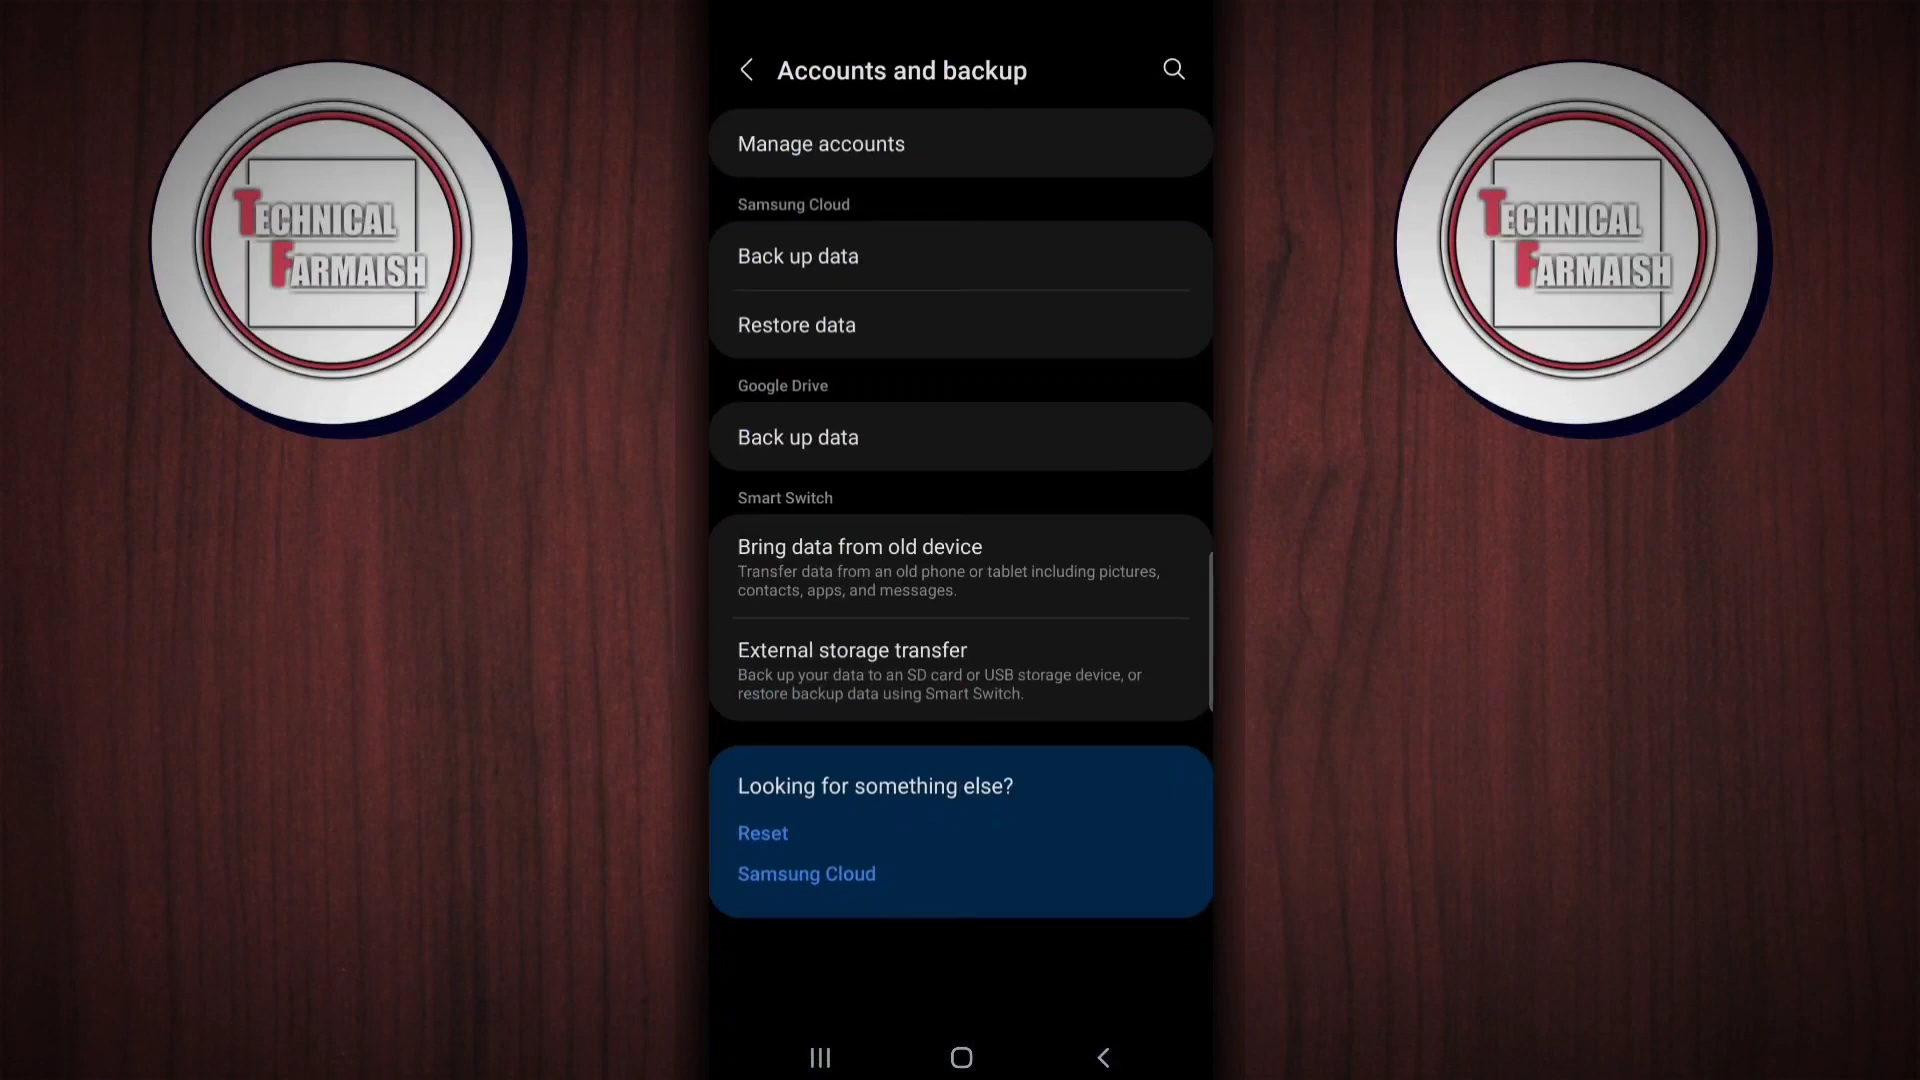 Accounts and backup
Manage accounts
Samsung Cloud
Back up data
Restore data
Google Drive
Back up data
Smart Switch
Bring data from old device
Transfer data from an old phone or tablet including pictures,
contacts, apps, and messages.
External storage transfer
Back up your data to an SD card or USB storage device, or
restore backup data using Smart Switch.
Looking for something else?
Reset
Samsung Cloud
TECHNICAL
FARMAISH
TECHNICAL
FARMAISH